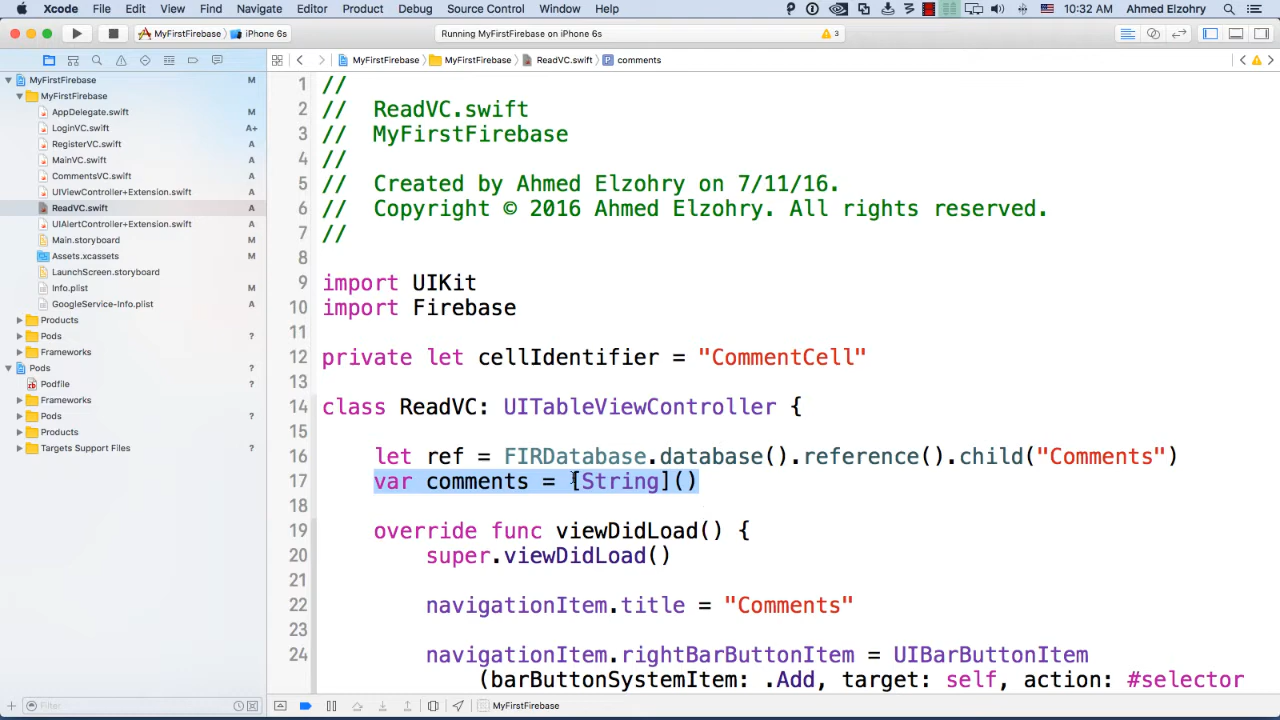 Xcode File Edit View Find Navigate Editor Product Debug Source Control Window Help 10:32 AM Ahmed Elzohry
MyFirstFirebase iPhone 6s Running MyFirstFirebase on iPhone 6s 3
MyFirstFirebase MyFirstFirebase ReadVC.swift P comments
MyFirstFirebase M
MyFirstFirebase
AppDelegate.swift M
LoginVC.swift A+
RegisterVC.swift A
MainVC.swift A
CommentsVC.swift A
UIViewController+Extension.swift A
ReadVC.swift A
UIAlertController+Extension.swift A
Main.storyboard M
Assets.xcassets M
LaunchScreen.storyboard
Info.plist M
GoogleService-Info.plist A
Products
Pods ?
Frameworks
Pods ?
Podfile ?
Frameworks ?
Pods ?
Products ?
Targets Support Files ?
Filter
1 //
2 //  ReadVC.swift
3 //  MyFirstFirebase
4 //
5 //  Created by Ahmed Elzohry on 7/11/16.
6 //  Copyright © 2016 Ahmed Elzohry. All rights reserved.
7 //
8
9 import UIKit
10 import Firebase
11
12 private let cellIdentifier = "CommentCell"
13
14 class ReadVC: UITableViewController {
15
16 let ref = FIRDatabase.database().reference().child("Comments")
17 var comments = [String]()
18
19 override func viewDidLoad() {
20 super.viewDidLoad()
21
22 navigationItem.title = "Comments"
23
24 navigationItem.rightBarButtonItem = UIBarButtonItem
(barButtonSystemItem: .Add, target: self, action: #selector
MyFirstFirebase